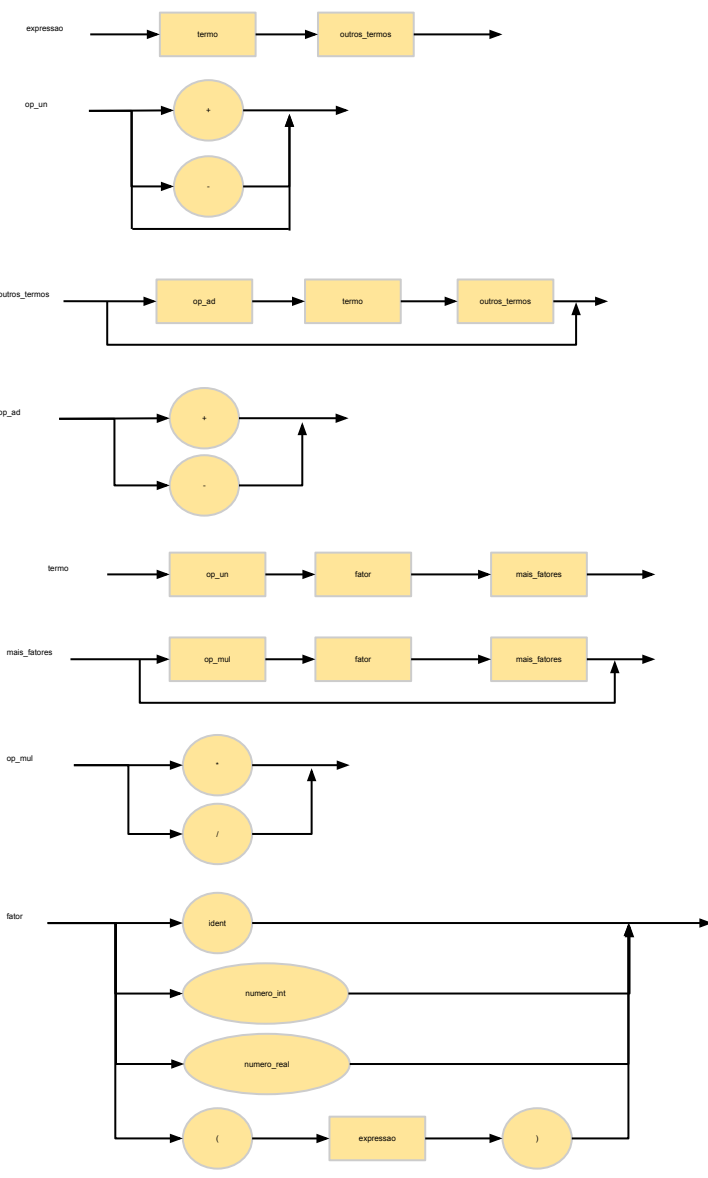 expressao
termo
outros_termos
op_un
+
-
outros_termos
op_ad
termo
outros_termos
op_ad
+
-
termo
op_un
fator
mais_fatores
mais_fatores
op_mul
fator
mais_fatores
op_mul
*
/
fator
ident
numero_int
numero_real
(
expressao
)